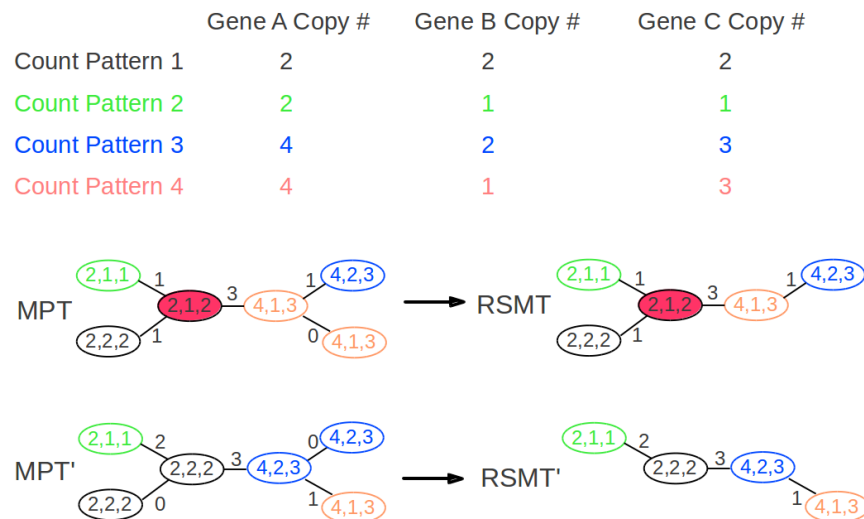 Gene A Copy # Gene B Copy # Gene C Copy #
Count Pattern 1 2 2 2
Count Pattern 2 2 1 1
Count Pattern 3 4 2 3
Count Pattern 4 4 1 3
MPT
2,1,1 1 2,1,2 3 4,1,3 1 4,2,3
2,2,2 1 0 4,1,3
RSMT
2,1,1 1 2,1,2 3 4,1,3 1 4,2,3
2,2,2 1
MPT'
2,1,1 2 2,2,2 3 4,2,3 0 4,2,3
2,2,2 0 1 4,1,3
RSMT'
2,1,1 2 2,2,2 3 4,2,3
1 4,1,3